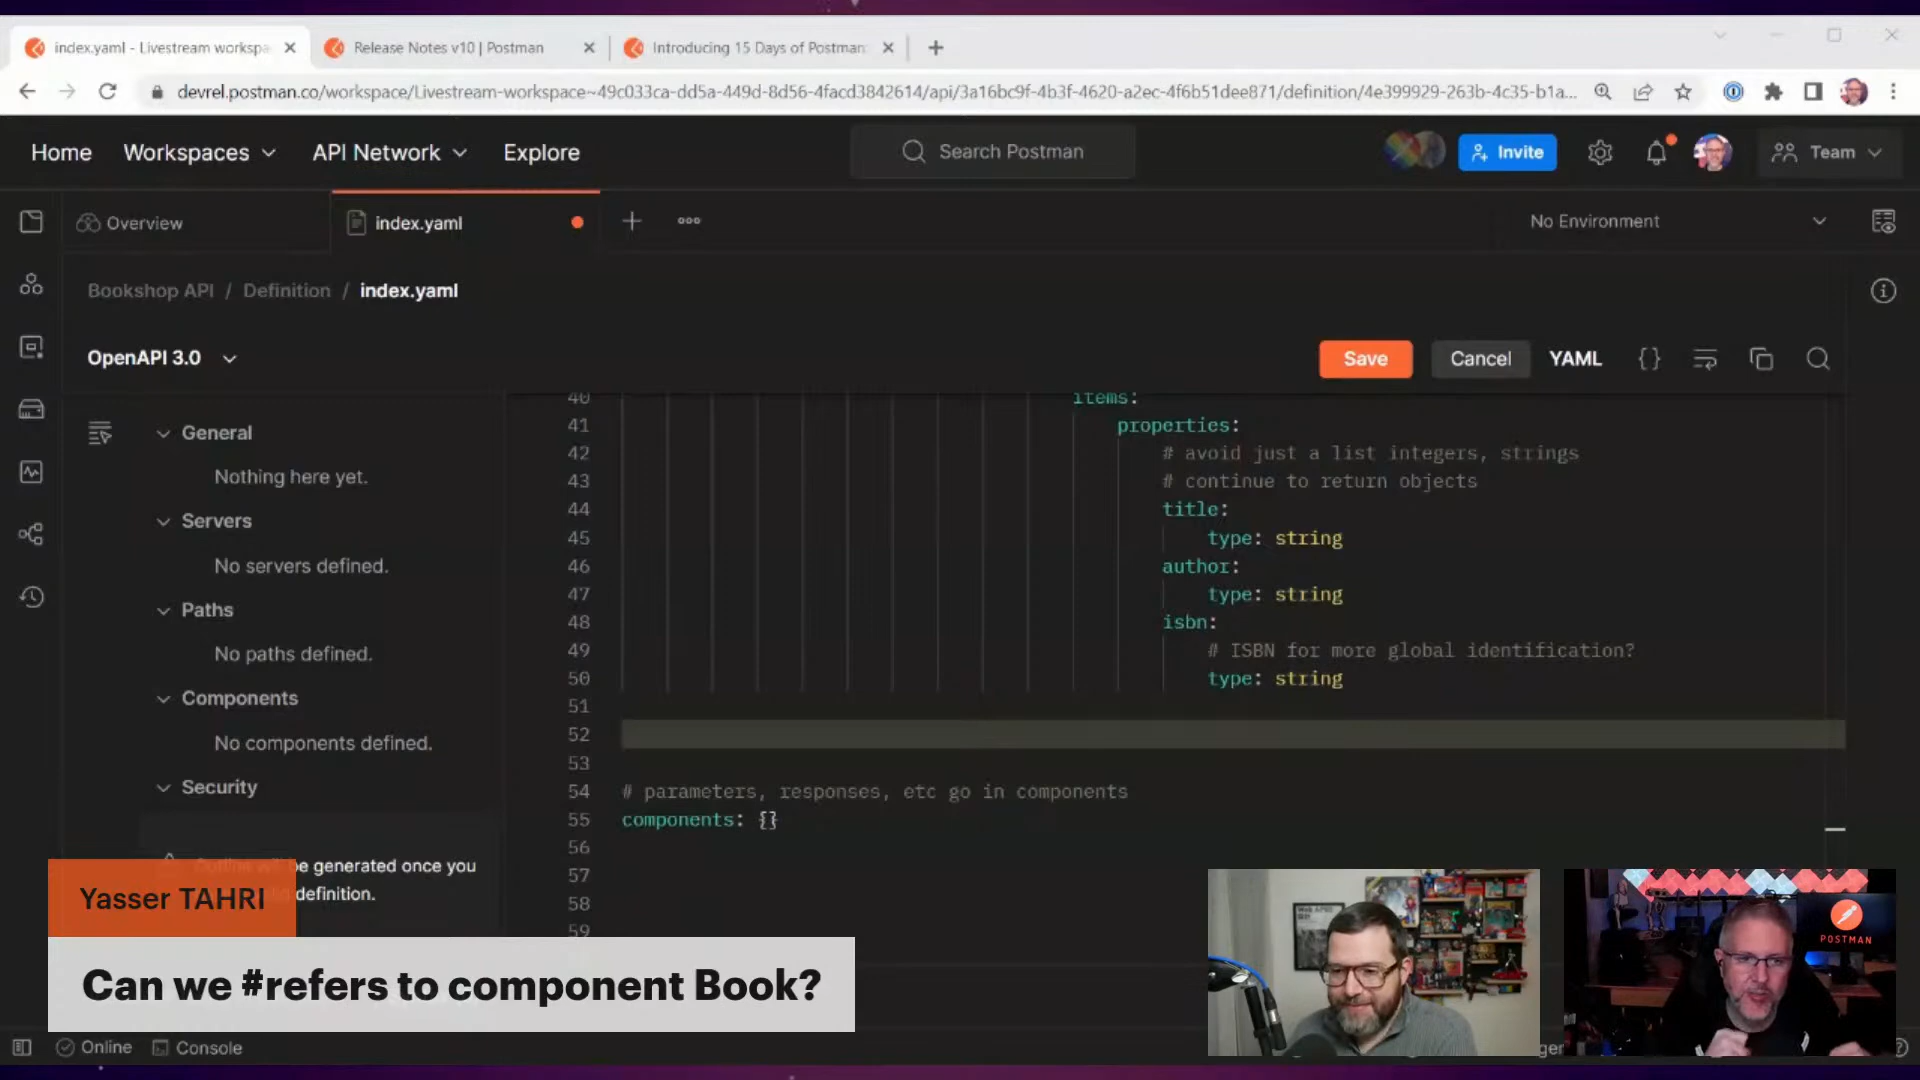 index.yaml - Livestream workspa
Release Notes v10 | Postman
Introducing 15 Days of Postman
devrel.postman.co/workspace/Livestream-workspace~49c033ca-dd5a-449d-8d56-4facd3842614/api/3a16bc9f-4b3f-4620-a2ec-4f6b51dee871/definition/4e399929-263b-4c35-b1a...
Home
Workspaces
API Network
Explore
Search Postman
Invite
Team
Overview
index.yaml
No Environment
Bookshop API / Definition / index.yaml
OpenAPI 3.0
Save
Cancel
YAML
General
Nothing here yet.
Servers
No servers defined.
Paths
No paths defined.
Components
No components defined.
Security
be generated once you
definition.
40 items:
41 properties:
42 # avoid just a list integers, strings
43 # continue to return objects
44 title:
45 type: string
46 author:
47 type: string
48 isbn:
49 # ISBN for more global identification?
50 type: string
51
52
53
54 # parameters, responses, etc go in components
55 components: {}
56
57
58
59
Yasser TAHRI
Can we #refers to component Book?
POSTMAN
Online
Console